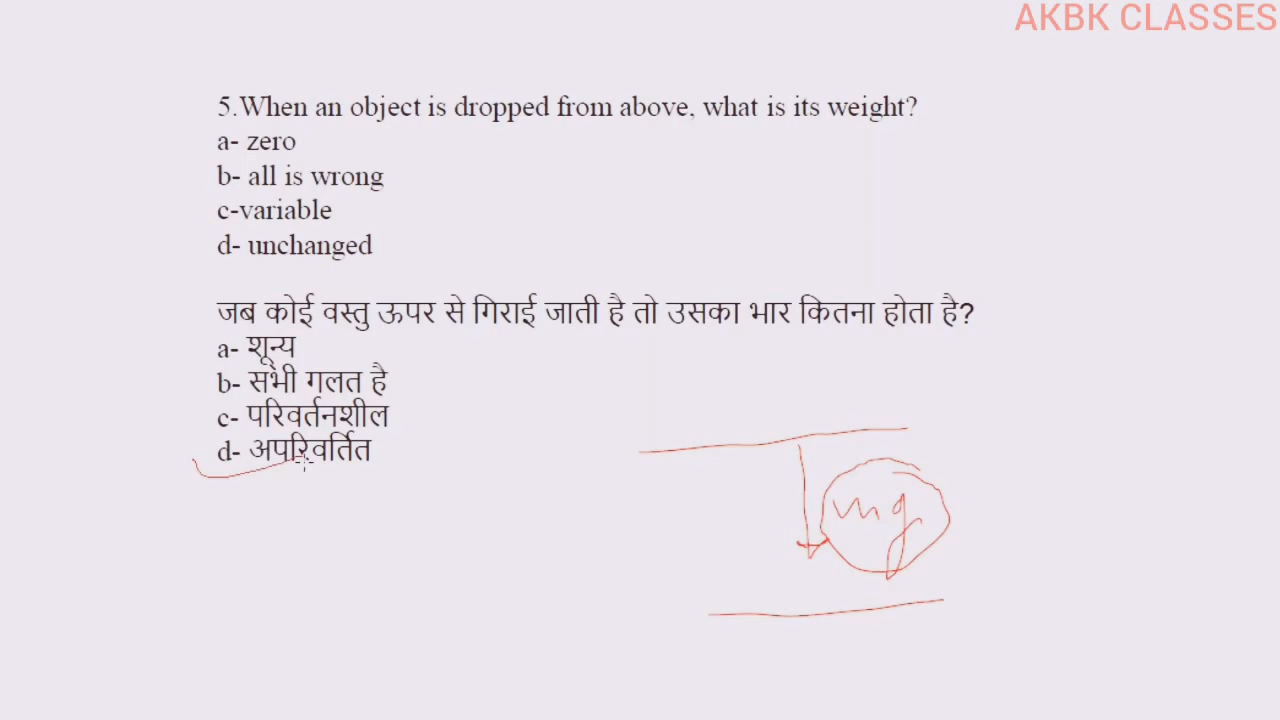 AKBK CLASSES
5.When an object is dropped from above, what is its weight?
a- zero
b- all is wrong
c-variable
d- unchanged
जब कोई वस्तु ऊपर से गिराई जाती है तो उसका भार कितना होता है?
a- शून्य
b- सभी गलत है
c- परिवर्तनशील
d- अपरिवर्तित
mg